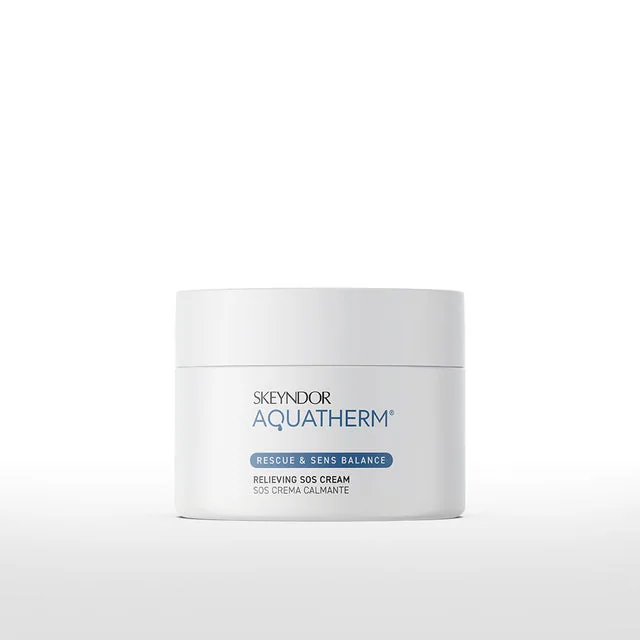 SKEYNDOR
AQUATHERM®
RESCUE & SENS BALANCE
RELIEVING SOS CREAM
SOS CREMA CALMANTE